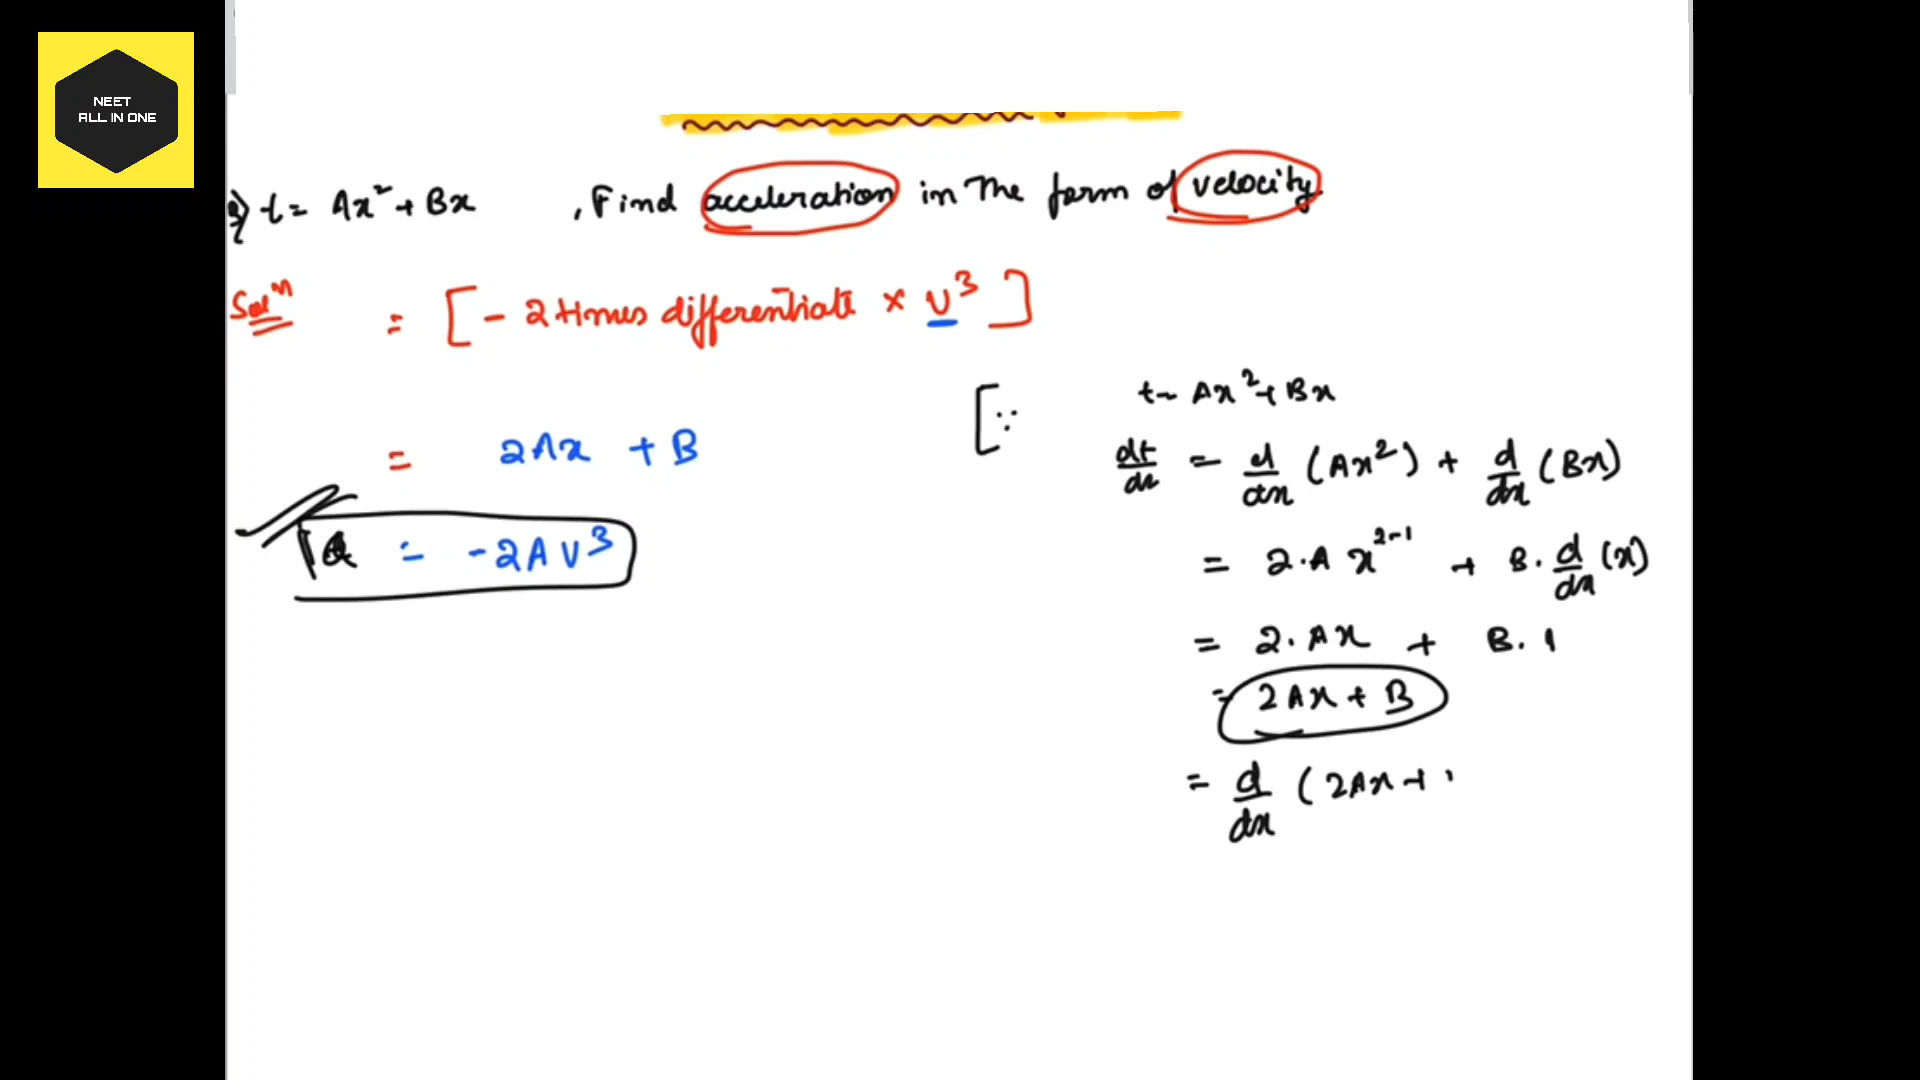 NEET
ALL IN ONE
Q) t = Ax² + Bx , Find acceleration in The form of velocity.
Solⁿ = [ - 2 times differentiate × v³ ]
= 2Ax + B
a = -2Av³
[∵ t = Ax² + Bx
dt/dx = d/dx (Ax²) + d/dx (Bx)
= 2·A x²⁻¹ + B· d/dx (x)
= 2·Ax + B·1
= 2Ax + B
= d/dx (2Ax +